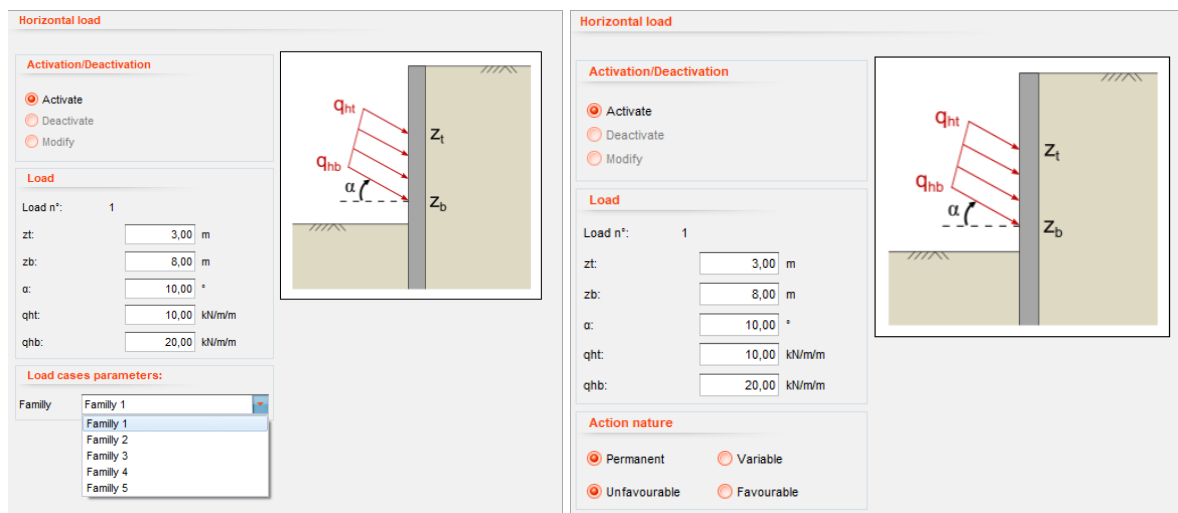 Horizontal load
Activation/Deactivation
Activate
Deactivate
Modify
Load
Load n°: 1
zt: 3,00 m
zb: 8,00 m
α: 10,00 °
qht: 10,00 kN/m/m
qhb: 20,00 kN/m/m
Load cases parameters:
Familly Familly 1
Familly 1
Familly 2
Familly 3
Familly 4
Familly 5
qht
qhb
α
zt
zb
Horizontal load
Activation/Deactivation
Activate
Deactivate
Modify
Load
Load n°: 1
zt: 3,00 m
zb: 8,00 m
α: 10,00 °
qht: 10,00 kN/m/m
qhb: 20,00 kN/m/m
Action nature
Permanent Variable
Unfavourable Favourable
qht
qhb
α
zt
zb